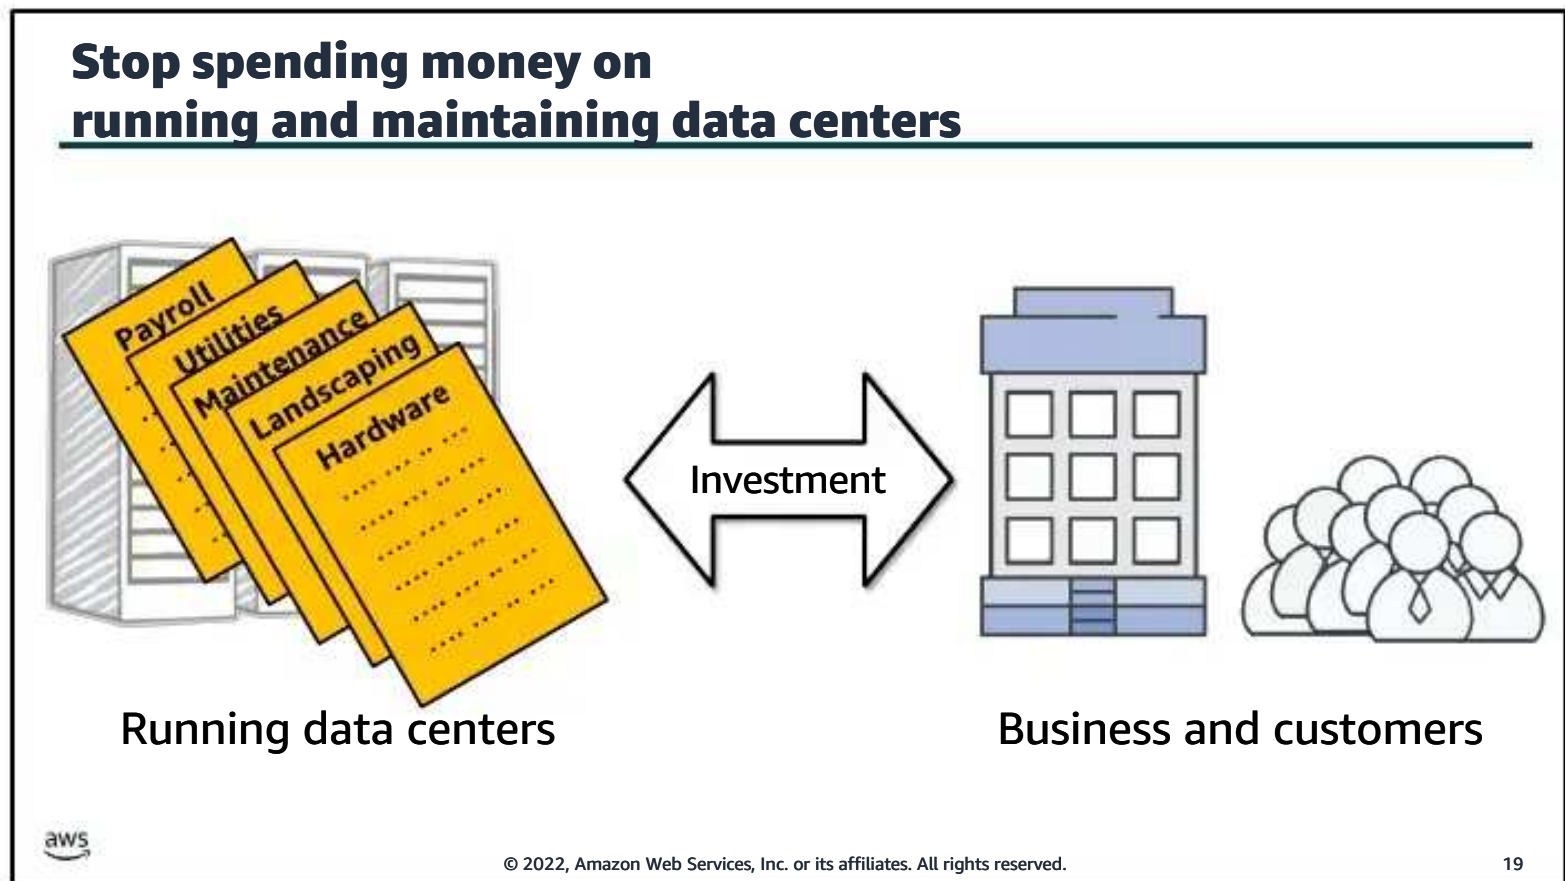 Stop spending money on
running and maintaining data centers
Payroll
Utilities
Maintenance
Landscaping
Hardware
Investment
Running data centers
Business and customers
aws
© 2022, Amazon Web Services, Inc. or its affiliates. All rights reserved.
19